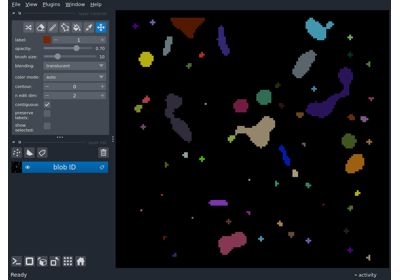 File View Plugins Window Help
label: 1
opacity: 0.70
brush size: 10
blending: translucent
color mode: auto
contour: 0
n edit dim: 2
contiguous:
preserve labels:
show selected:
blob ID
Ready
activity